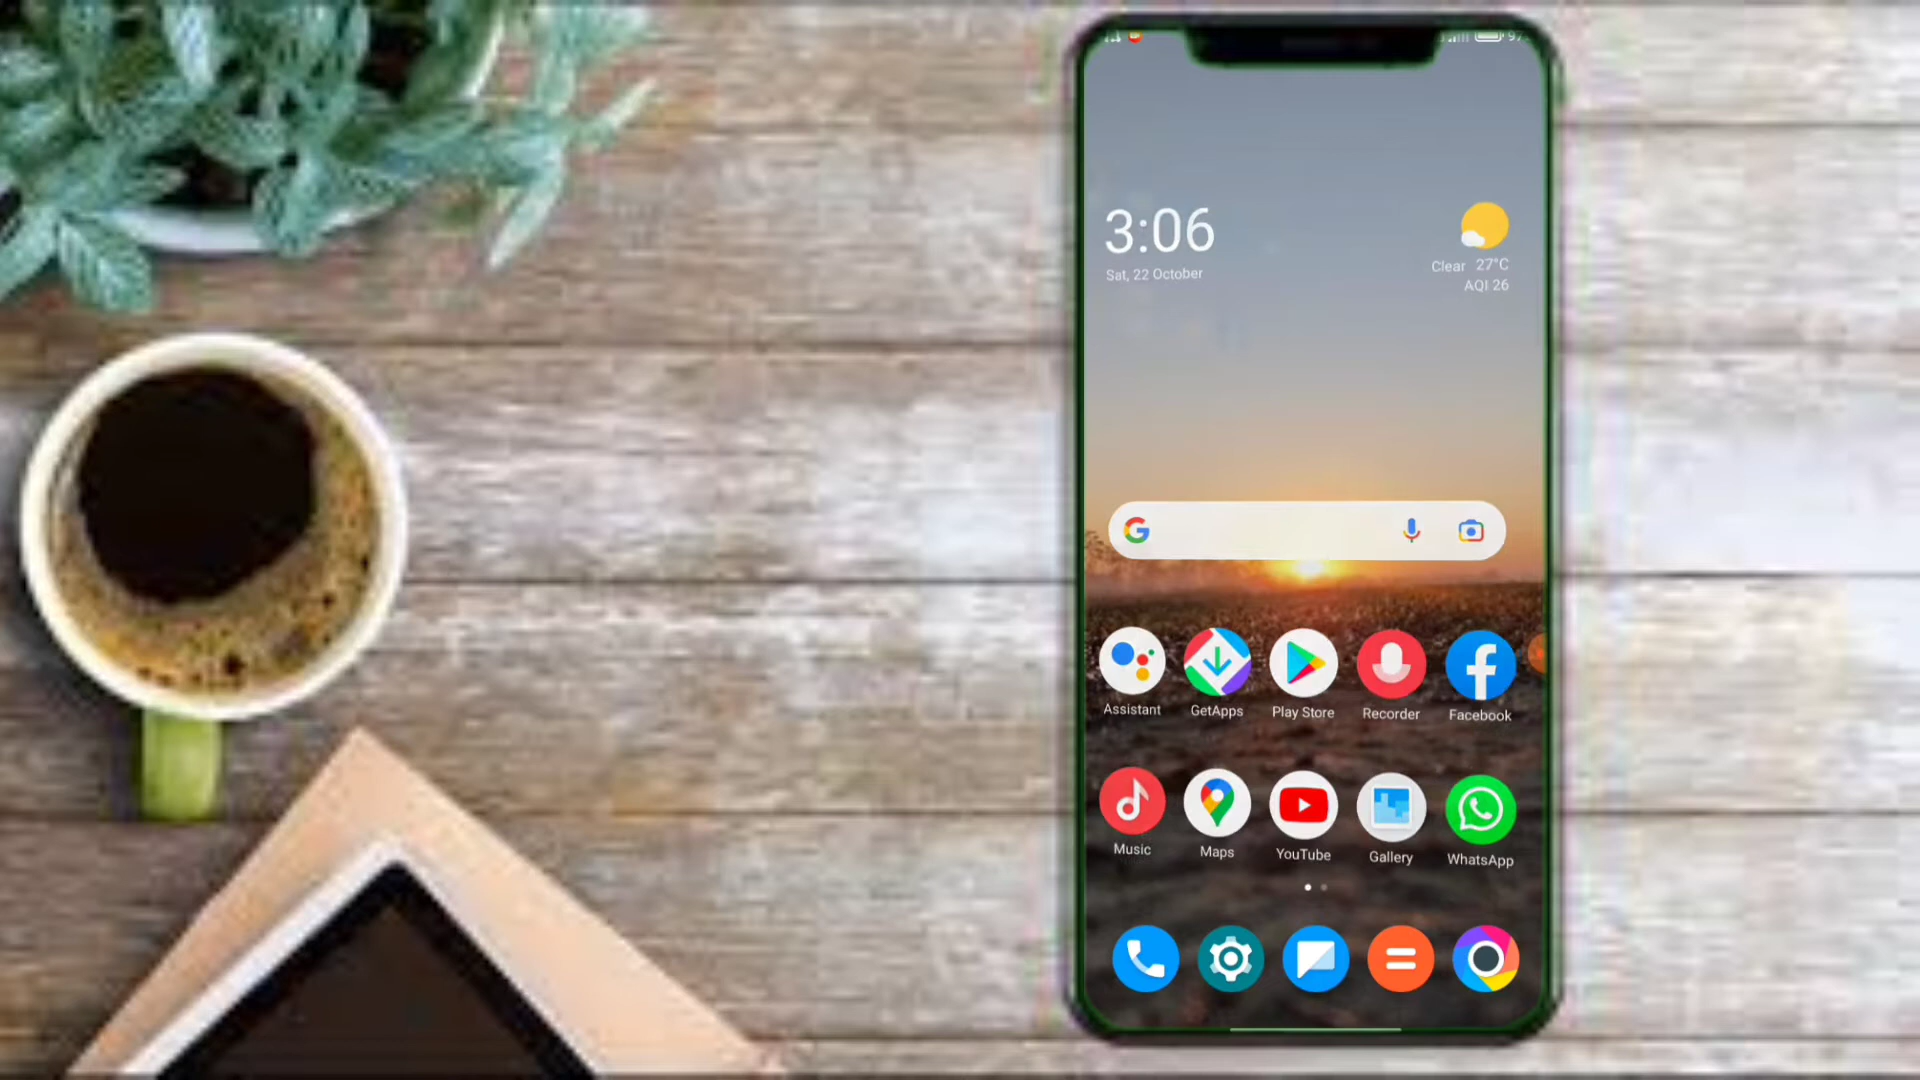 3:06
Sat, 22 October
Clear 27°C
AQI 26
Assistant
GetApps
Play Store
Recorder
Facebook
Music
Maps
YouTube
Gallery
WhatsApp